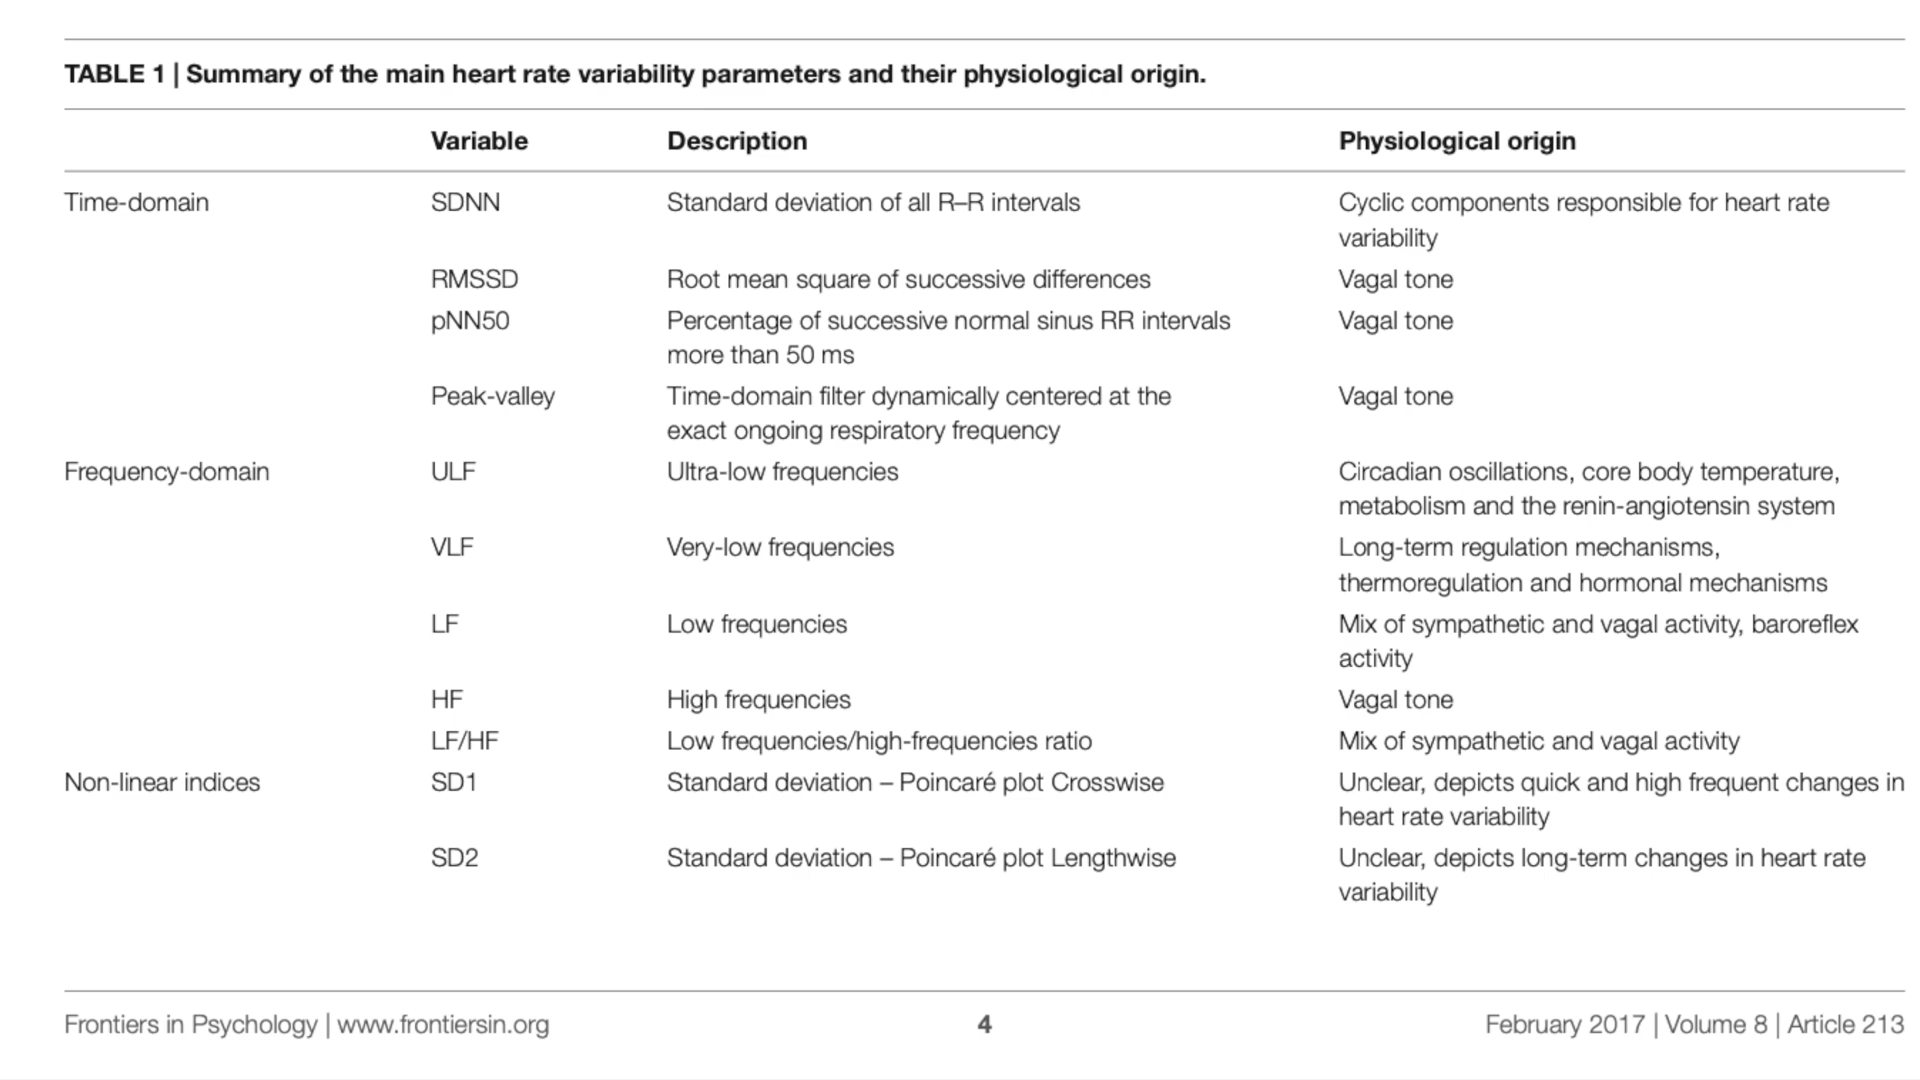 TABLE 1 | Summary of the main heart rate variability parameters and their physiological origin.
Variable Description Physiological origin
Time-domain SDNN Standard deviation of all R–R intervals Cyclic components responsible for heart rate
variability
RMSSD Root mean square of successive differences Vagal tone
pNN50 Percentage of successive normal sinus RR intervals Vagal tone
more than 50 ms
Peak-valley Time-domain filter dynamically centered at the Vagal tone
exact ongoing respiratory frequency
Frequency-domain ULF Ultra-low frequencies Circadian oscillations, core body temperature,
metabolism and the renin-angiotensin system
VLF Very-low frequencies Long-term regulation mechanisms,
thermoregulation and hormonal mechanisms
LF Low frequencies Mix of sympathetic and vagal activity, baroreflex
activity
HF High frequencies Vagal tone
LF/HF Low frequencies/high-frequencies ratio Mix of sympathetic and vagal activity
Non-linear indices SD1 Standard deviation – Poincaré plot Crosswise Unclear, depicts quick and high frequent changes in
heart rate variability
SD2 Standard deviation – Poincaré plot Lengthwise Unclear, depicts long-term changes in heart rate
variability
Frontiers in Psychology | www.frontiersin.org 4 February 2017 | Volume 8 | Article 213